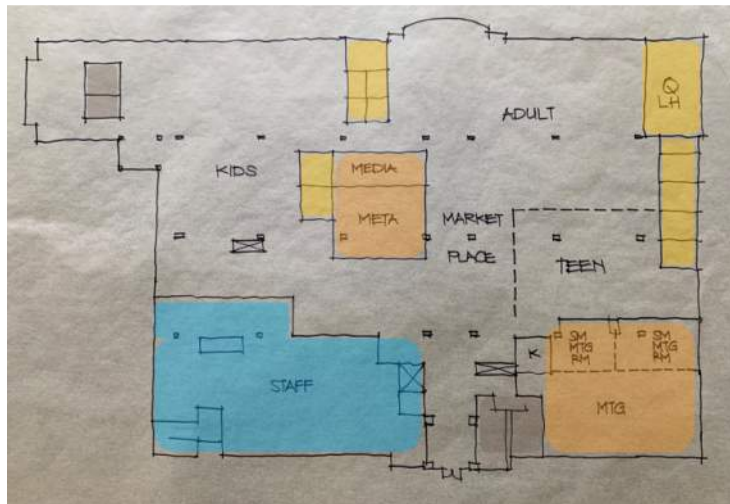 Q
LH
ADULT
KIDS
MEDIA
META
MARKET
PLACE
TEEN
K
SM
MTG
RM
SM
MTG
RM
STAFF
MTG